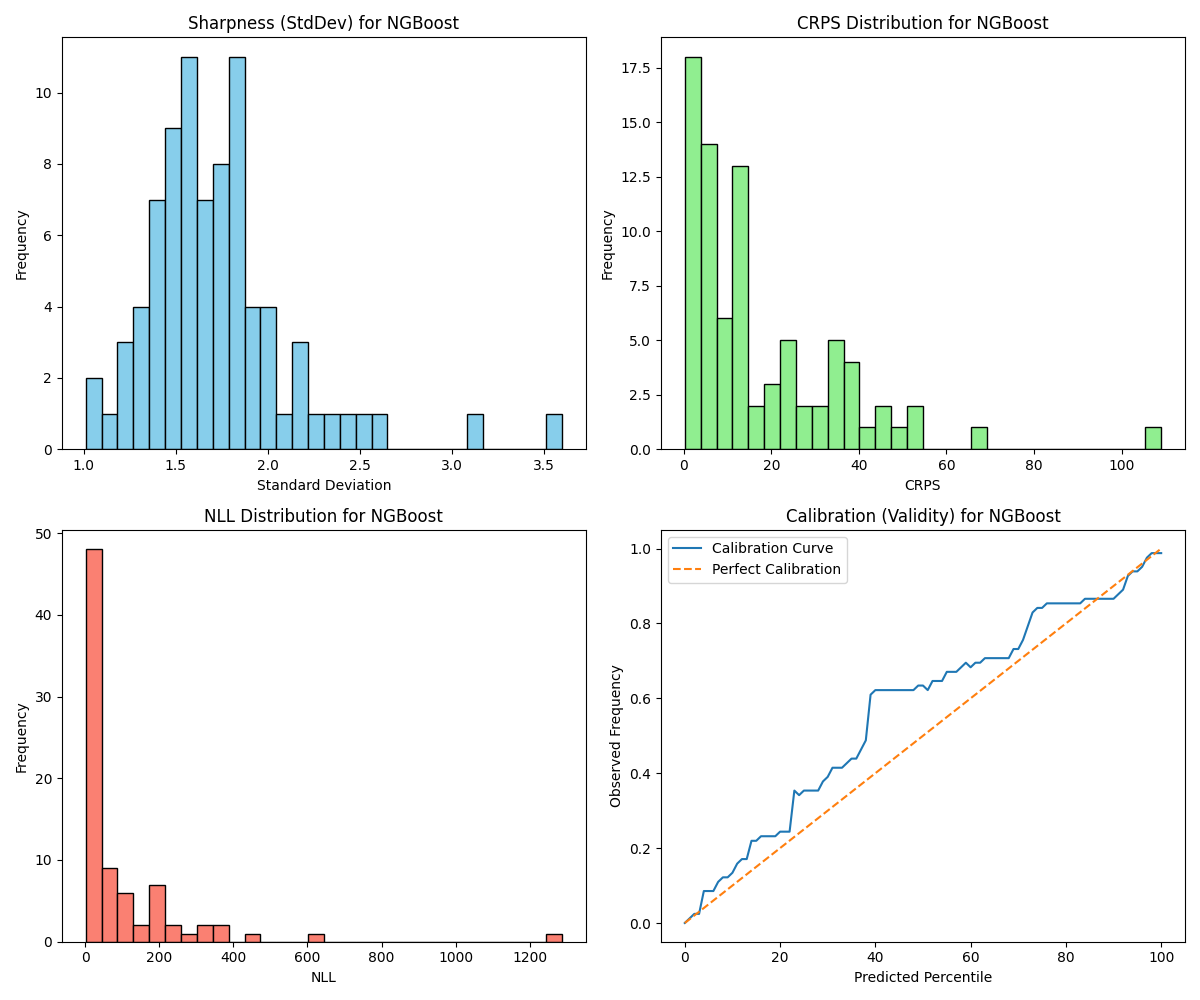 Sharpness (StdDev) for NGBoost
Frequency
10
8
6
4
2
0
1.0 1.5 2.0 2.5 3.0 3.5
Standard Deviation
CRPS Distribution for NGBoost
Frequency
17.5
15.0
12.5
10.0
7.5
5.0
2.5
0.0
0 20 40 60 80 100
CRPS
NLL Distribution for NGBoost
Frequency
50
40
30
20
10
0
0 200 400 600 800 1000 1200
NLL
Calibration (Validity) for NGBoost
Calibration Curve
Perfect Calibration
Observed Frequency
1.0
0.8
0.6
0.4
0.2
0.0
0 20 40 60 80 100
Predicted Percentile